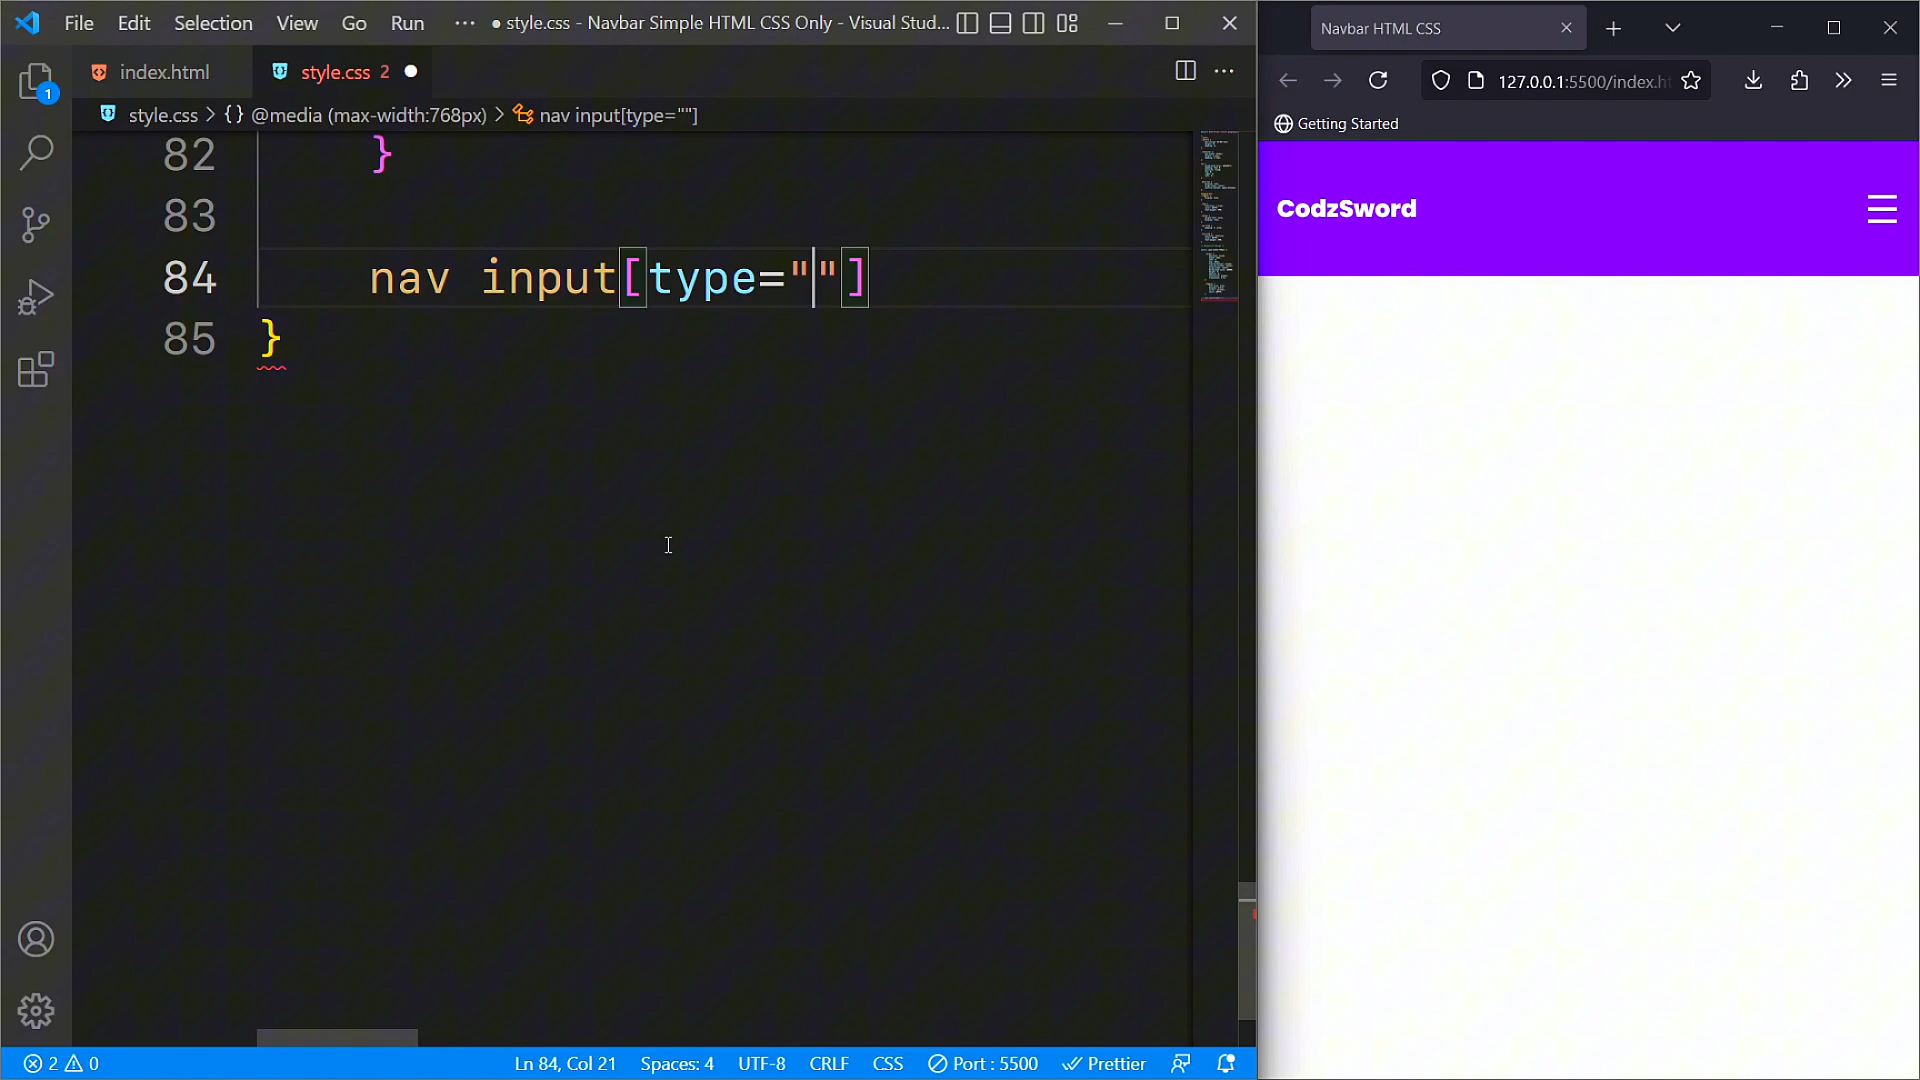 File Edit Selection View Go Run ··· ● style.css - Navbar Simple HTML CSS Only - Visual Stud...
index.html style.css 2
style.css > {} @media (max-width:768px) > nav input[type=""]
82 }
83
84 nav input[type=""]
85 }
1
2 0 Ln 84, Col 21 Spaces: 4 UTF-8 CRLF CSS Port : 5500 Prettier
Navbar HTML CSS
127.0.0.1:5500/index.h
Getting Started
CodzSword